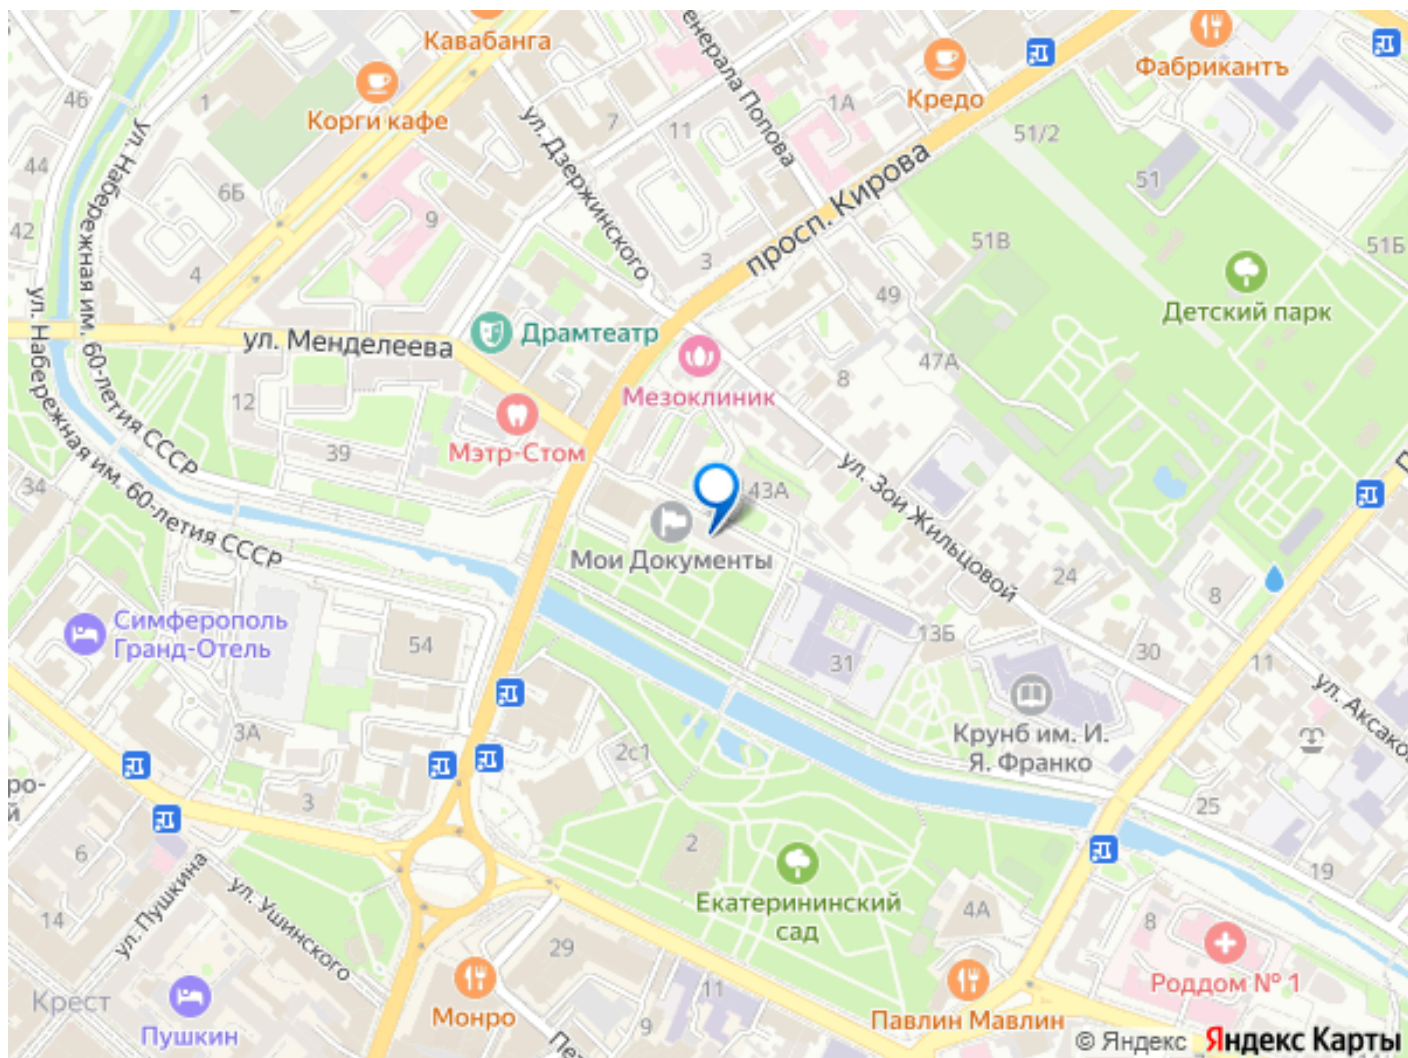 Кавабанга
Корги кафе
Кредо
Фабрикантъ
46
1
7
11
1А
51/2
44
6Б
9
51
42
4
3
49
51В
51Б
ул. Набережная им. 60-летия СССР
ул. Дзержинского
енерала Попова
просп. Кирова
Детский парк
ул. Менделеева
Драмтеатр
Мезоклиник
8
47А
12
39
Мэтр-Стом
34
43А
ул. Набережная им. 60-летия СССР
ул. Зои Жильцовой
Мои Документы
24
8
Симферополь
Гранд-Отель
54
31
13Б
30
11
ул. Аксако
Крунб им. И.
Я. Франко
3А
2с1
25
ро-
й
3
6
2
19
Екатерининский
сад
14
ул. Пушкина
ул. Ушинского
29
4А
8
Роддом № 1
Крест
Пушкин
Монро
11
9
Павлин Мавлин
© Яндекс Яндекс Карты